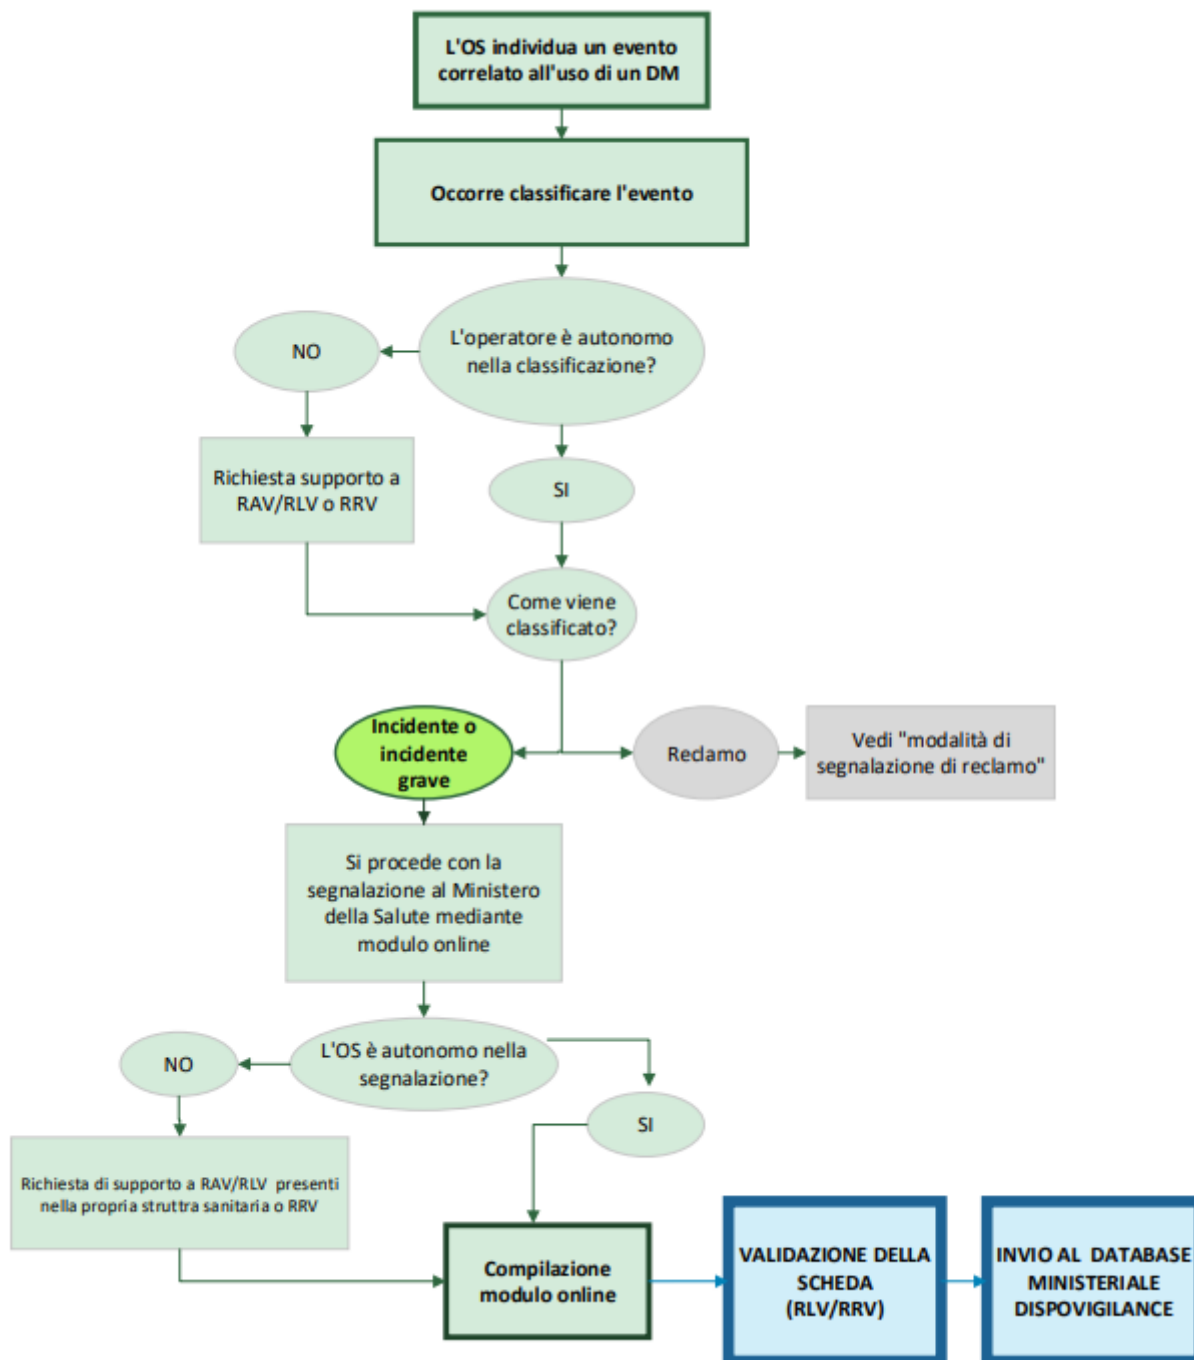 L'OS individua un evento
correlato all'uso di un DM
Occorre classificare l'evento
L'operatore è autonomo
nella classificazione?
NO
Richiesta supporto a
RAV/RLV o RRV
SI
Come viene
classificato?
Incidente o
incidente
grave
Reclamo
Vedi "modalità di
segnalazione di reclamo"
Si procede con la
segnalazione al Ministero
della Salute mediante
modulo online
L'OS è autonomo nella
segnalazione?
NO
SI
Richiesta di supporto a RAV/RLV presenti
nella propria struttra sanitaria o RRV
Compilazione
modulo online
VALIDAZIONE DELLA
SCHEDA
(RLV/RRV)
INVIO AL DATABASE
MINISTERIALE
DISPOVIGILANCE